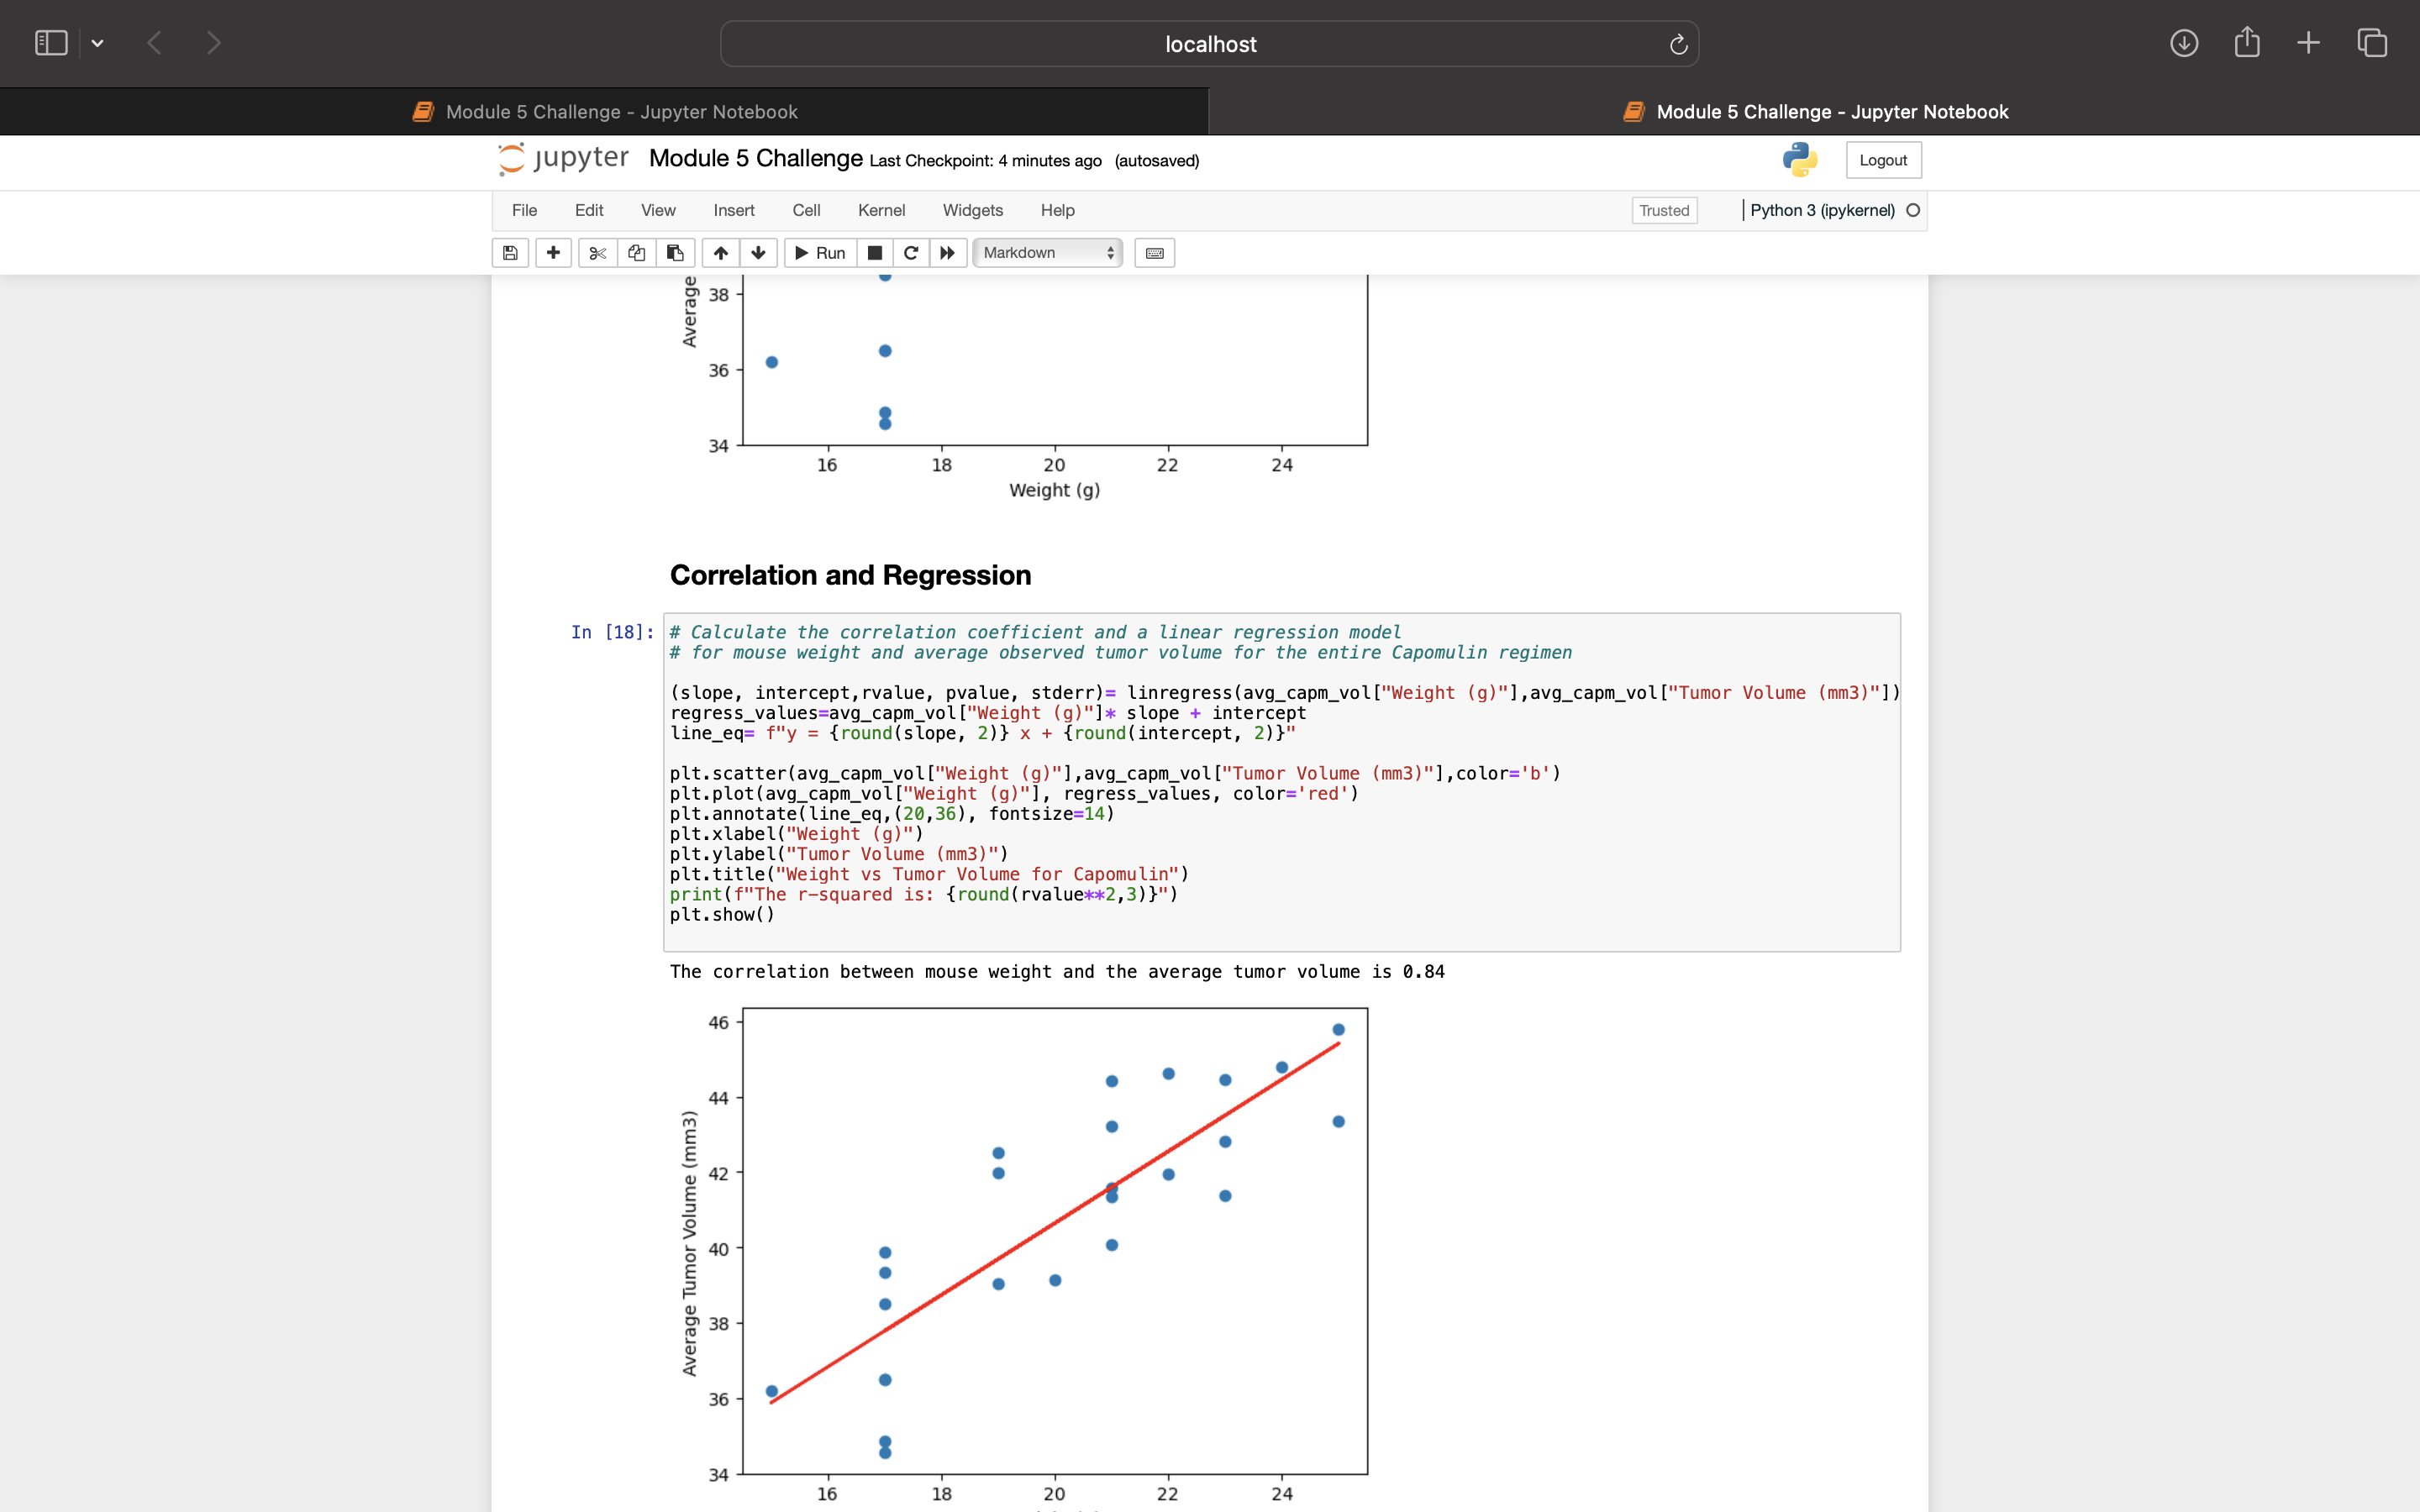 localhost
Module 5 Challenge - Jupyter Notebook
Module 5 Challenge - Jupyter Notebook
jupyter Module 5 Challenge Last Checkpoint: 4 minutes ago (autosaved)
Logout
File Edit View Insert Cell Kernel Widgets Help
Trusted
Python 3 (ipykernel)
Run
Markdown
Average
38
36
34
16 18 20 22 24
Weight (g)
Correlation and Regression
In [18]:
# Calculate the correlation coefficient and a linear regression model
# for mouse weight and average observed tumor volume for the entire Capomulin regimen
(slope, intercept,rvalue, pvalue, stderr)= linregress(avg_capm_vol["Weight (g)"],avg_capm_vol["Tumor Volume (mm3)"])
regress_values=avg_capm_vol["Weight (g)"]* slope + intercept
line_eq= f"y = {round(slope, 2)} x + {round(intercept, 2)}"
plt.scatter(avg_capm_vol["Weight (g)"],avg_capm_vol["Tumor Volume (mm3)"],color='b')
plt.plot(avg_capm_vol["Weight (g)"], regress_values, color='red')
plt.annotate(line_eq,(20,36), fontsize=14)
plt.xlabel("Weight (g)")
plt.ylabel("Tumor Volume (mm3)")
plt.title("Weight vs Tumor Volume for Capomulin")
print(f"The r-squared is: {round(rvalue**2,3)}")
plt.show()
The correlation between mouse weight and the average tumor volume is 0.84
Average Tumor Volume (mm3)
46
44
42
40
38
36
34
16 18 20 22 24